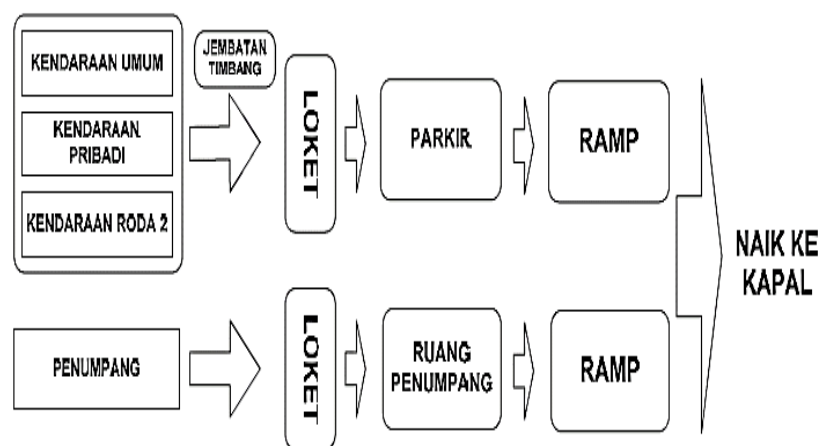 KENDARAAN UMUM
KENDARAAN
PRIBADI
KENDARAAN RODA 2
JEMBATAN
TIMBANG
LOKET
PARKIR
RAMP
NAIK KE
KAPAL
PENUMPANG
LOKET
RUANG
PENUMPANG
RAMP